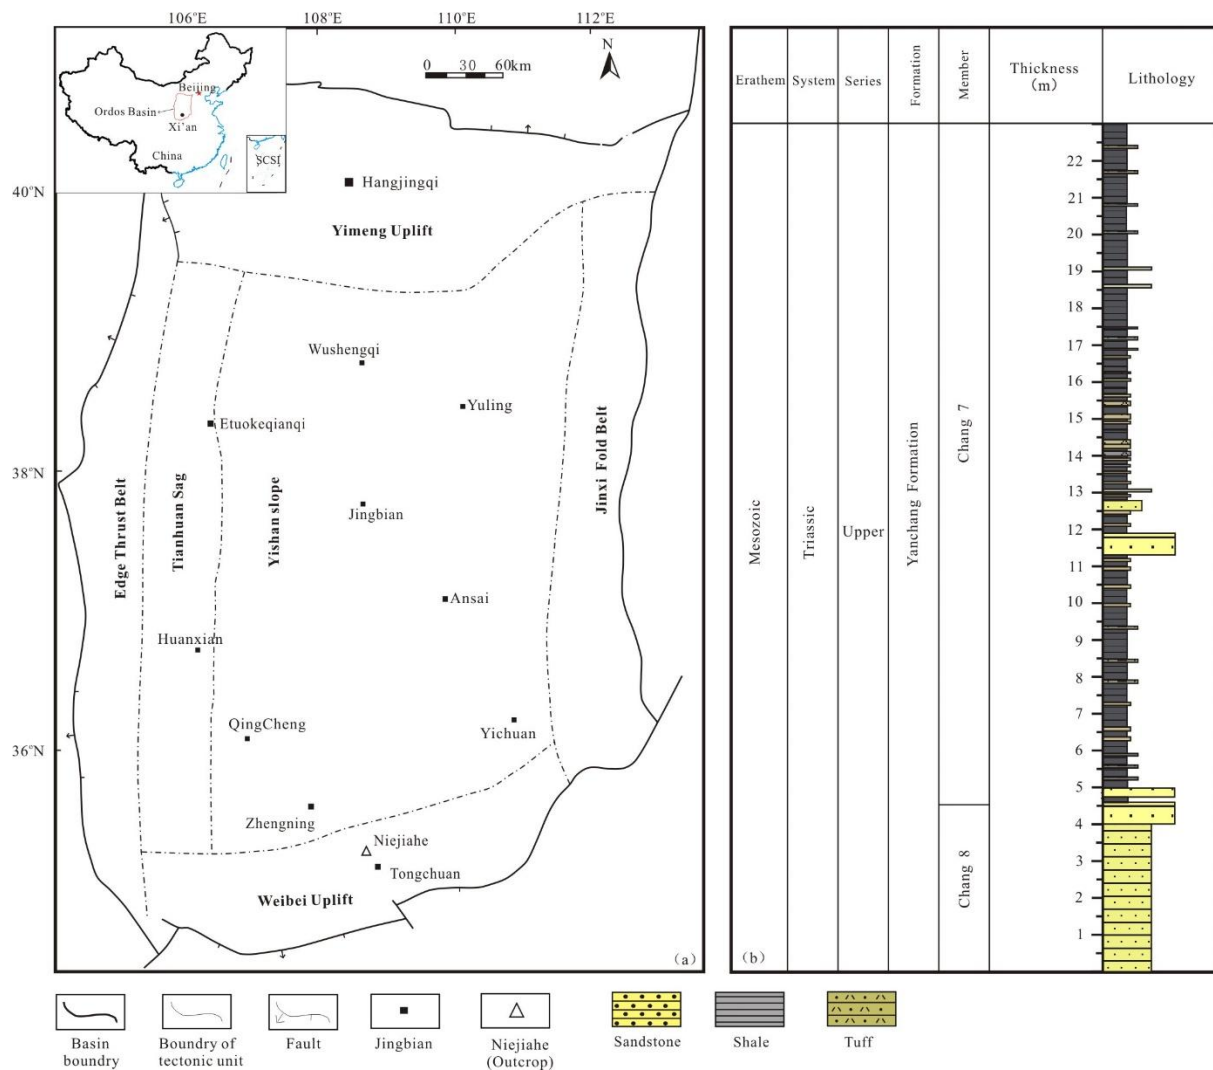 106°E
108°E
110°E
112°E
40°N
38°N
36°N
Beijing
Ordos Basin
Xi'an
China
SCSI
0 30 60km
N
Hangjingqi
Yimeng Uplift
Wushengqi
Yuling
Etuokeqianqi
Jingbian
Edge Thrust Belt
Tianhuan Sag
Yishan slope
Jinxi Fold Belt
Ansai
Huanxian
QingCheng
Yichuan
Zhengning
Niejiahe
Tongchuan
Weibei Uplift
(a)
Erathem
System
Series
Formation
Member
Thickness
(m)
Lithology
Mesozoic
Triassic
Upper
Yanchang Formation
Chang 7
Chang 8
22
21
20
19
18
17
16
15
14
13
12
11
10
9
8
7
6
5
4
3
2
1
(b)
Basin
boundry
Boundary of
tectonic unit
Fault
Jingbian
Niejiahe
(Outcrop)
Sandstone
Shale
Tuff